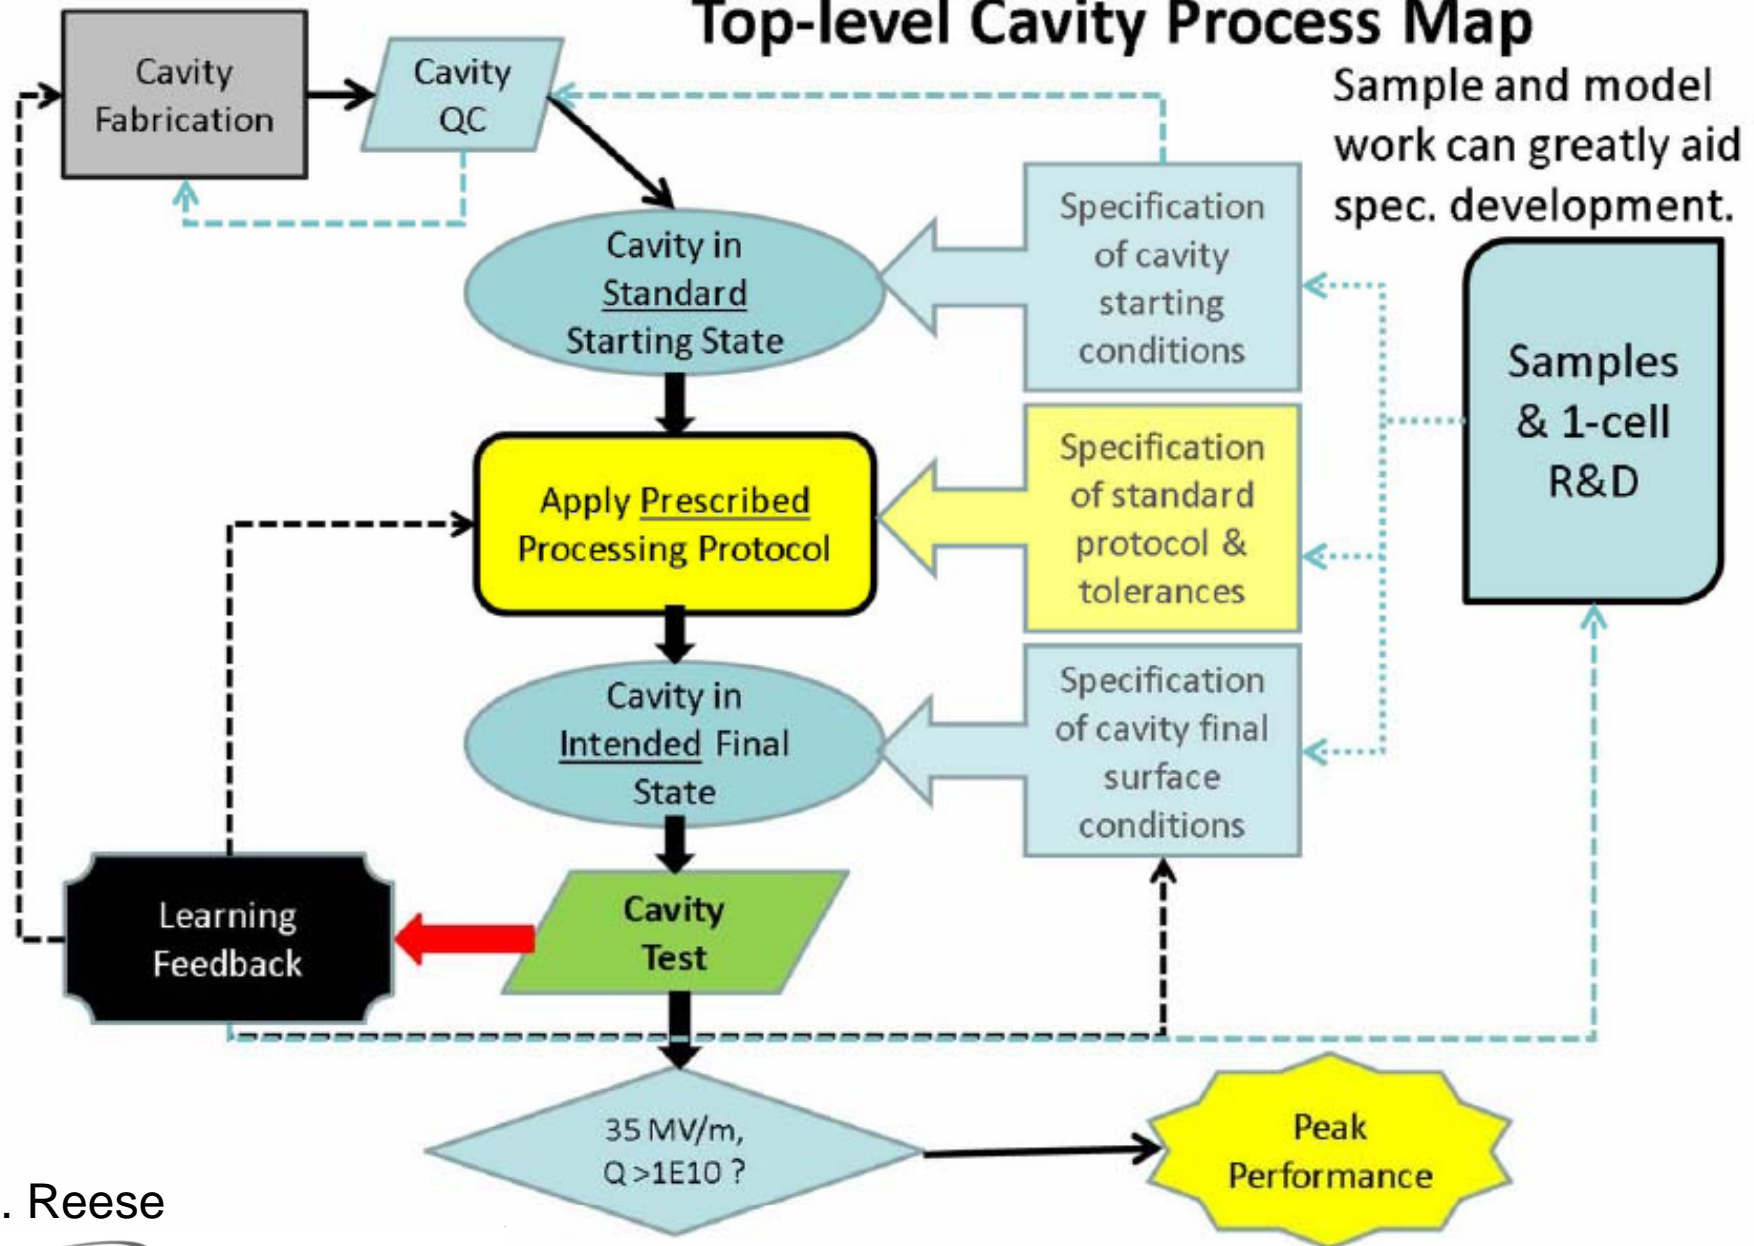 Top-level Cavity Process Map
Cavity
Fabrication
Cavity
QC
Sample and model
work can greatly aid
spec. development.
Cavity in
Standard
Starting State
Specification
of cavity
starting
conditions
Samples
& 1-cell
R&D
Apply Prescribed
Processing Protocol
Specification
of standard
protocol &
tolerances
Cavity in
Intended Final
State
Specification
of cavity final
surface
conditions
Learning
Feedback
Cavity
Test
35 MV/m,
Q >1E10 ?
Peak
Performance
. Reese